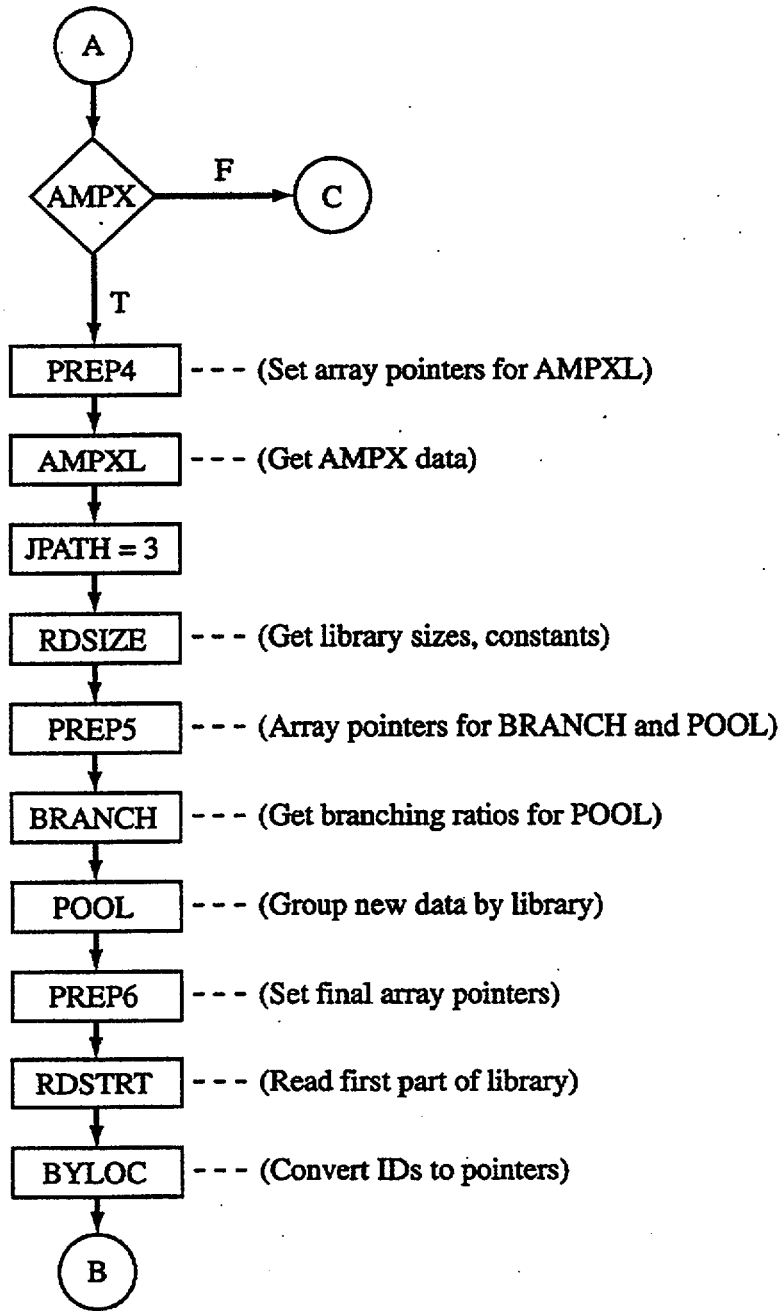 A
AMPX F C
T
PREP4 --- (Set array pointers for AMPXL)
AMPXL --- (Get AMPX data)
JPATH = 3
RDSIZE --- (Get library sizes, constants)
PREP5 --- (Array pointers for BRANCH and POOL)
BRANCH --- (Get branching ratios for POOL)
POOL --- (Group new data by library)
PREP6 --- (Set final array pointers)
RDSTRT --- (Read first part of library)
BYLOC --- (Convert IDs to pointers)
B